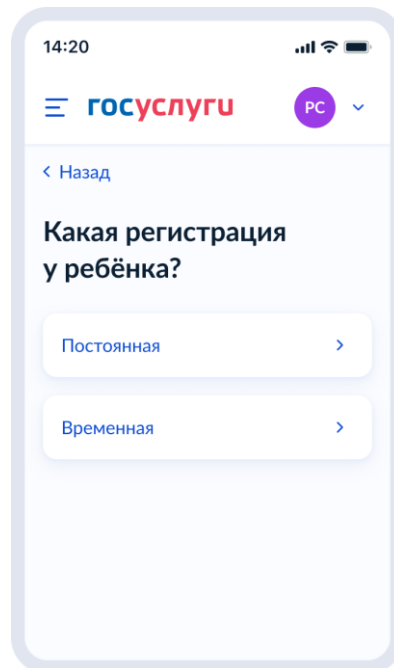 14:20
госуслуги
РС
Назад
Какая регистрация
у ребёнка?
Постоянная
Временная